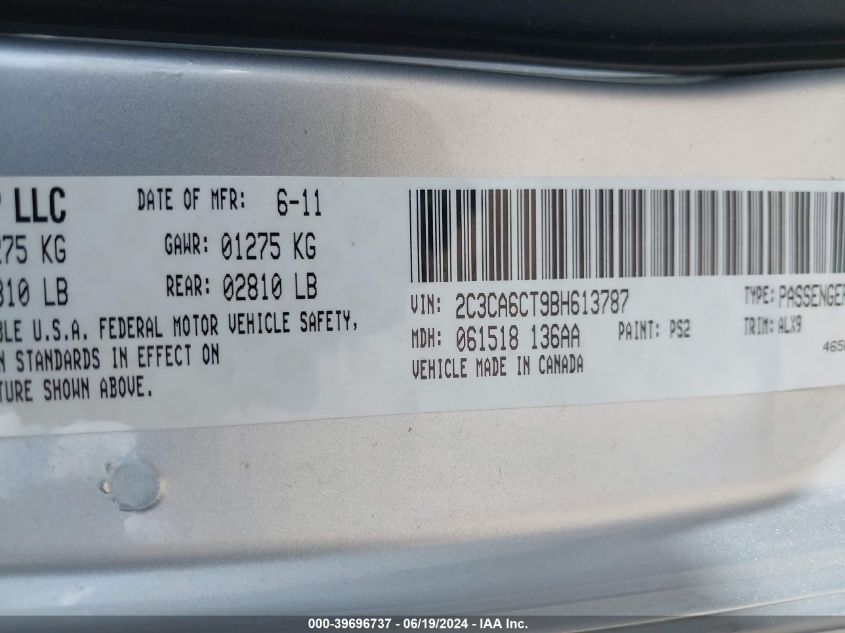 LLC DATE OF MFR: 6-11
275 KG GAWR: 01275 KG
810 LB REAR: 02810 LB
BLE U.S.A. FEDERAL MOTOR VEHICLE SAFETY,
N STANDARDS IN EFFECT ON
TURE SHOWN ABOVE.
VIN: 2C3CA6CT9BH613787 TYPE: PASSENGER
MDH: 061518 136AA PAINT: PS2 TRIM: ALX9
VEHICLE MADE IN CANADA 465
000-39696737 - 06/19/2024 - IAA Inc.